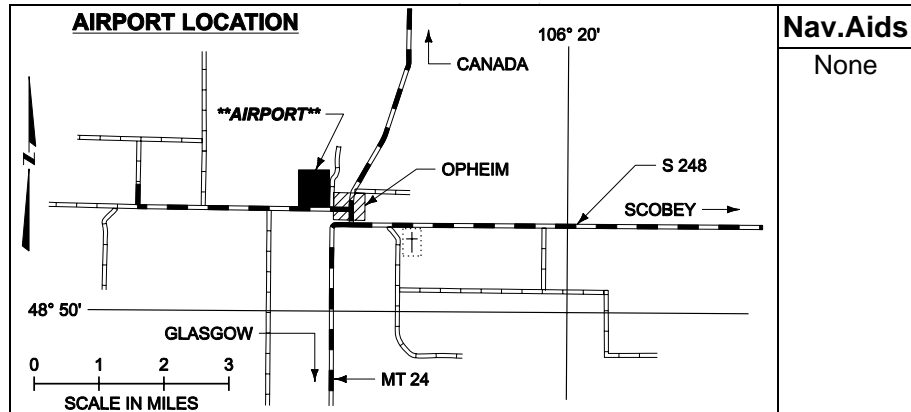 AIRPORT LOCATION
Nav.Aids
None
106° 20'
CANADA
**AIRPORT**
N
OPHEIM
S 248
SCOBEY
48° 50'
GLASGOW
MT 24
0 1 2 3
SCALE IN MILES